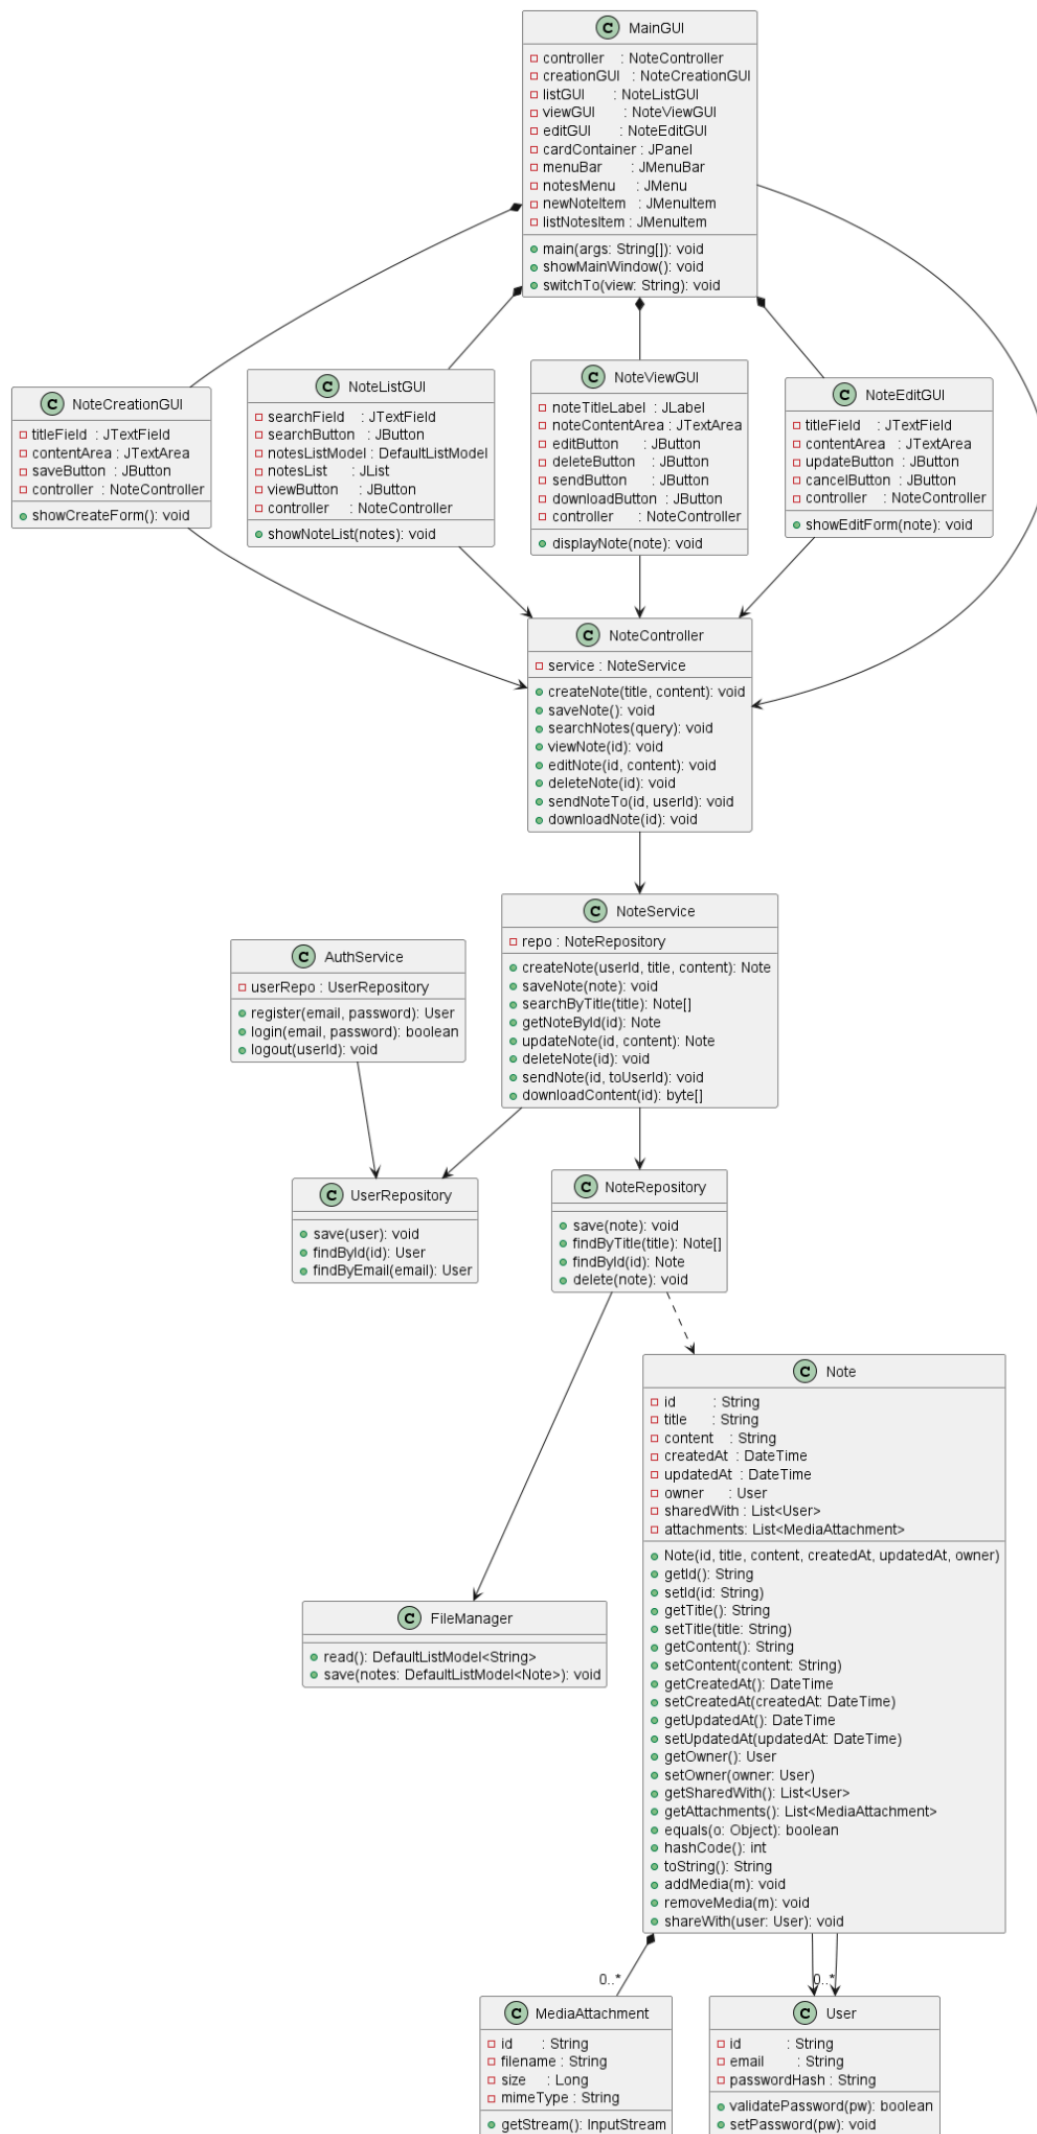 C MainGUI
controller : NoteController
creationGUI : NoteCreationGUI
listGUI : NoteListGUI
viewGUI : NoteViewGUI
editGUI : NoteEditGUI
cardContainer : JPanel
menuBar : JMenuBar
notesMenu : JMenu
newNoteItem : JMenuItem
listNotesItem : JMenuItem
main(args: String[]): void
showMainWindow(): void
switchTo(view: String): void
C NoteCreationGUI
titleField : JTextField
contentArea : JTextArea
saveButton : JButton
controller : NoteController
showCreateForm(): void
C NoteListGUI
searchField : JTextField
searchButton : JButton
notesListModel : DefaultListModel
notesList : JList
viewButton : JButton
controller : NoteController
showNoteList(notes): void
C NoteViewGUI
noteTitleLabel : JLabel
noteContentArea : JTextArea
editButton : JButton
deleteButton : JButton
sendButton : JButton
downloadButton : JButton
controller : NoteController
displayNote(note): void
C NoteEditGUI
titleField : JTextField
contentArea : JTextArea
updateButton : JButton
cancelButton : JButton
controller : NoteController
showEditForm(note): void
C NoteController
service : NoteService
createNote(title, content): void
saveNote(): void
searchNotes(query): void
viewNote(id): void
editNote(id, content): void
deleteNote(id): void
sendNoteTo(id, userId): void
downloadNote(id): void
C AuthService
userRepo : UserRepository
register(email, password): User
login(email, password): boolean
logout(userId): void
C NoteService
repo : NoteRepository
createNote(userId, title, content): Note
saveNote(note): void
searchByTitle(title): Note[]
getNoteById(id): Note
updateNote(id, content): Note
deleteNote(id): void
sendNote(id, toUserId): void
downloadContent(id): byte[]
C UserRepository
save(user): void
findById(id): User
findByEmail(email): User
C NoteRepository
save(note): void
findByTitle(title): Note[]
findById(id): Note
delete(note): void
C FileManager
read(): DefaultListModel<String>
save(notes: DefaultListModel<Note>): void
C Note
id : String
title : String
content : String
createdAt : DateTime
updatedAt : DateTime
owner : User
sharedWith : List<User>
attachments: List<MediaAttachment>
Note(id, title, content, createdAt, updatedAt, owner)
getId(): String
setId(id: String)
getTitle(): String
setTitle(title: String)
getContent(): String
setContent(content: String)
getCreatedAt(): DateTime
setCreatedAt(createdAt: DateTime)
getUpdatedAt(): DateTime
setUpdatedAt(updatedAt: DateTime)
getOwner(): User
setOwner(owner: User)
getSharedWith(): List<User>
getAttachments(): List<MediaAttachment>
equals(o: Object): boolean
hashCode(): int
toString(): String
addMedia(m): void
removeMedia(m): void
shareWith(user: User): void
0..*
0..*
C MediaAttachment
id : String
filename : String
size : Long
mimeType : String
getStream(): InputStream
C User
id : String
email : String
passwordHash : String
validatePassword(pw): boolean
setPassword(pw): void